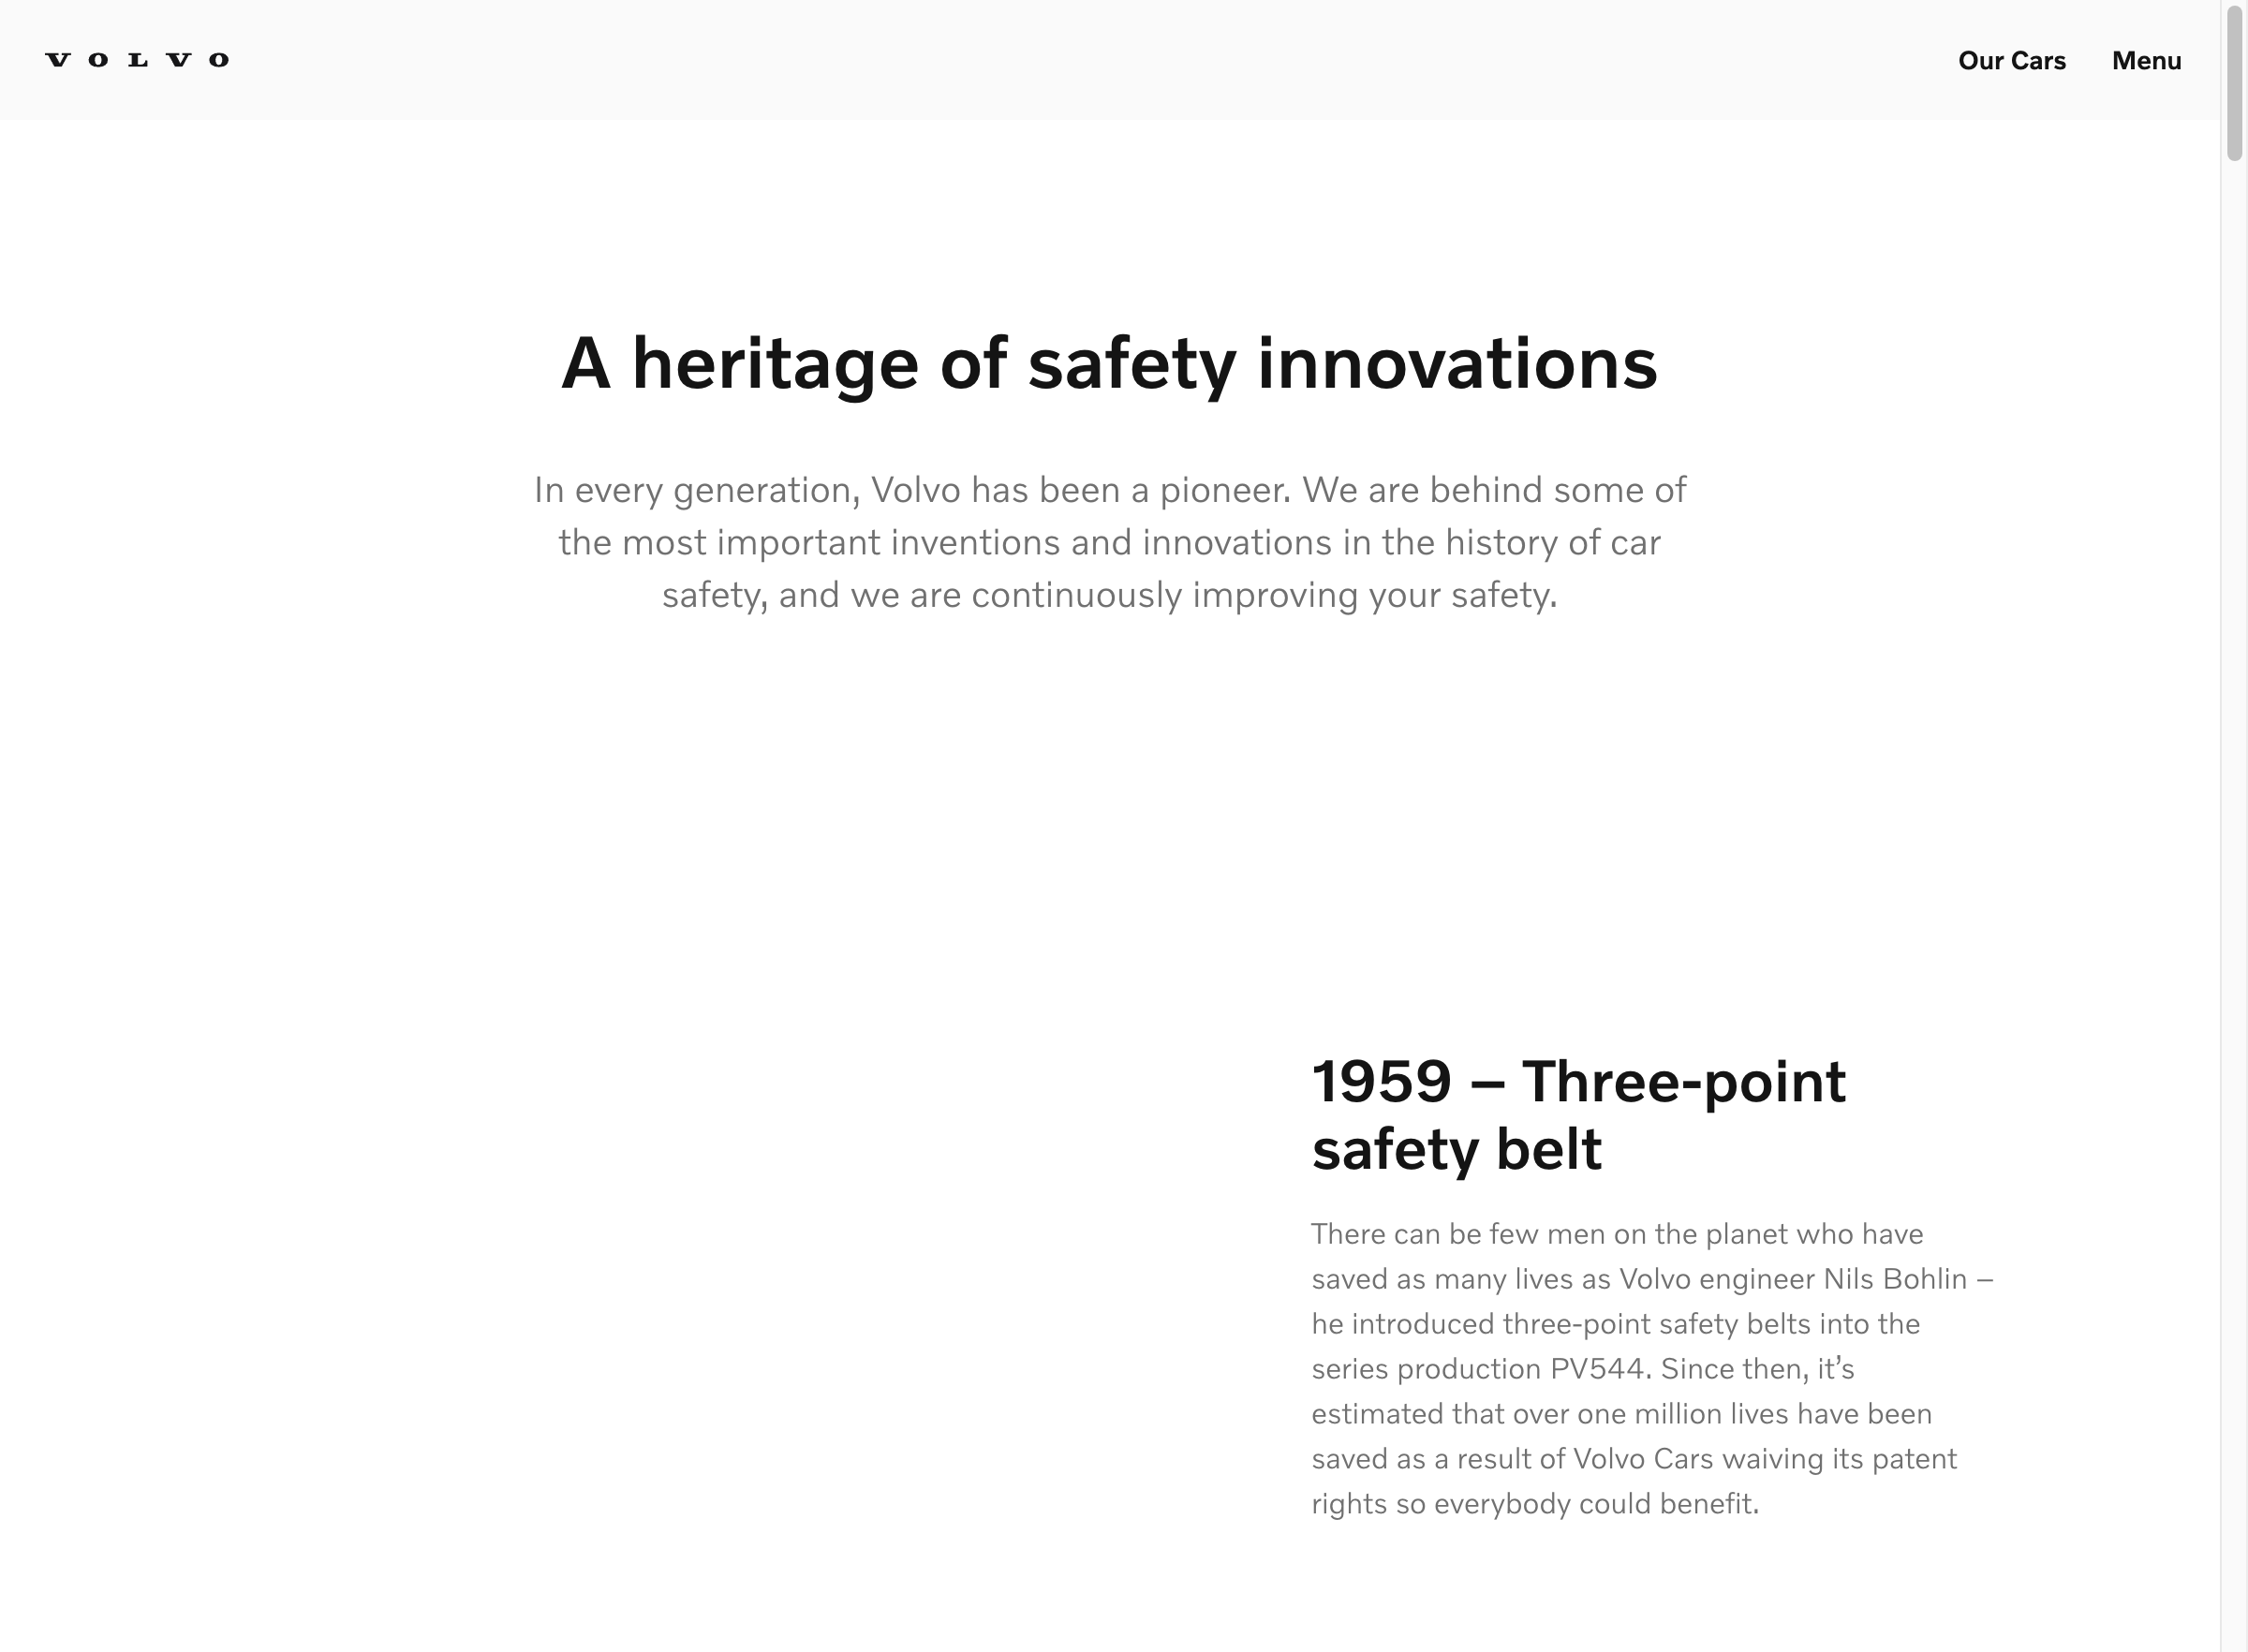 VOLVO
Our Cars
Menu
A heritage of safety innovations
In every generation, Volvo has been a pioneer. We are behind some of
the most important inventions and innovations in the history of car
safety, and we are continuously improving your safety.
1959 – Three-point
safety belt
There can be few men on the planet who have
saved as many lives as Volvo engineer Nils Bohlin –
he introduced three-point safety belts into the
series production PV544. Since then, it’s
estimated that over one million lives have been
saved as a result of Volvo Cars waiving its patent
rights so everybody could benefit.